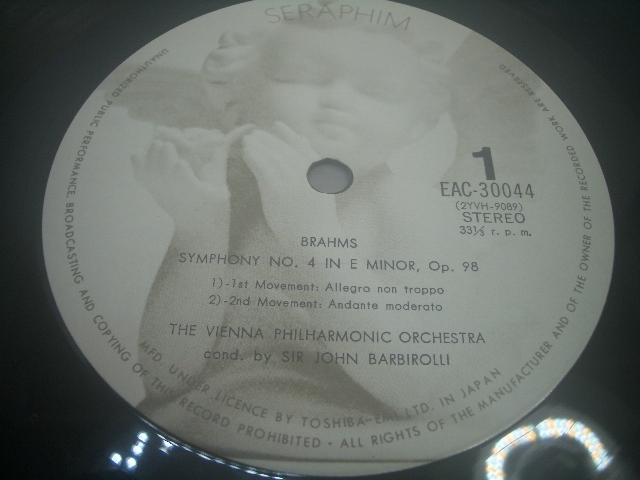 SERAPHIM
1
EAC-30044
(2YVH-9089)
STEREO
33⅓ r. p. m.
BRAHMS
SYMPHONY NO. 4 IN E MINOR, Op. 98
1)-1st Movement: Allegro non troppo
2)-2nd Movement: Andante moderato
THE VIENNA PHILHARMONIC ORCHESTRA
cond. by SIR JOHN BARBIROLLI
MFD. UNDER LICENCE BY TOSHIBA-EMI LTD. IN JAPAN
UNAUTHORIZED PUBLIC PERFORMANCE, BROADCASTING AND COPYING OF THE RECORD PROHIBITED • ALL RIGHTS OF THE MANUFACTURER AND OF THE OWNER OF THE RECORDED WORK ARE RESERVED